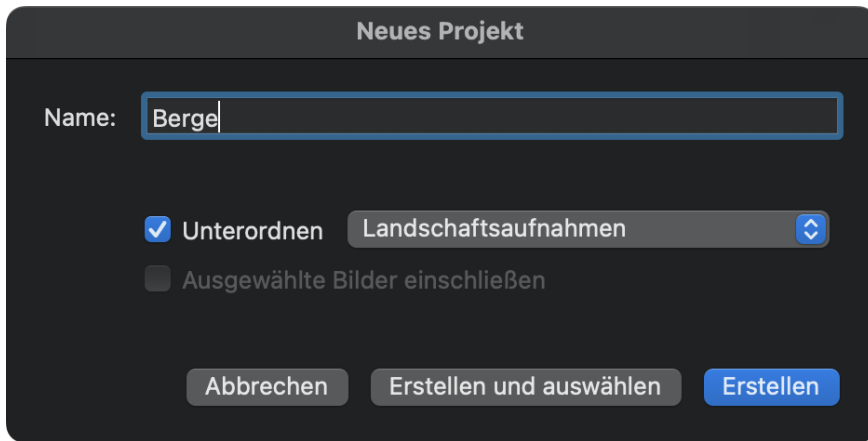 Neues Projekt
Name: Berge
Unterordnen Landschaftsaufnahmen
Ausgewählte Bilder einschließen
Abbrechen Erstellen und auswählen Erstellen